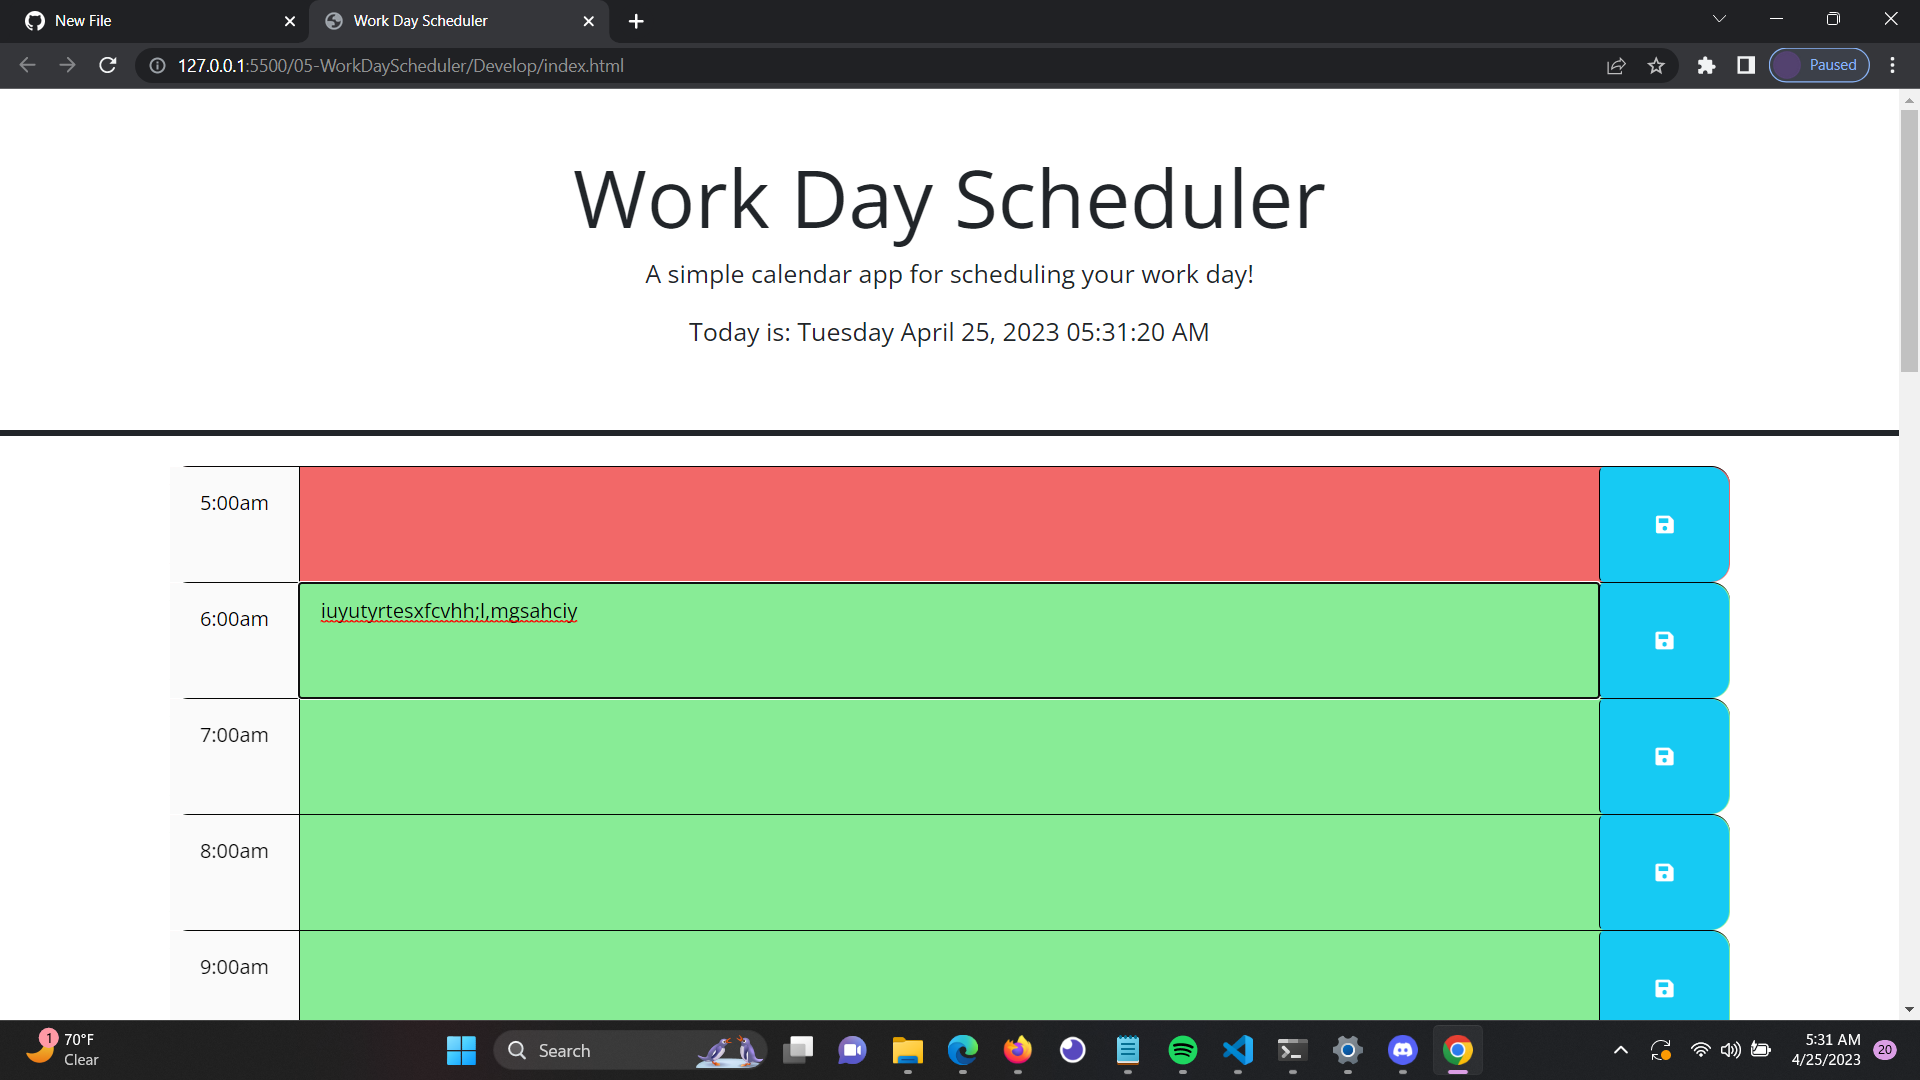 New File
Work Day Scheduler
127.0.0.1:5500/05-WorkDayScheduler/Develop/index.html
Paused
Work Day Scheduler
A simple calendar app for scheduling your work day!
Today is: Tuesday April 25, 2023 05:31:20 AM
5:00am
6:00am iuyutyrtesxfcvhh;l,mgsahciy
7:00am
8:00am
9:00am
1 70°F
Clear
Search
5:31 AM
4/25/2023
20